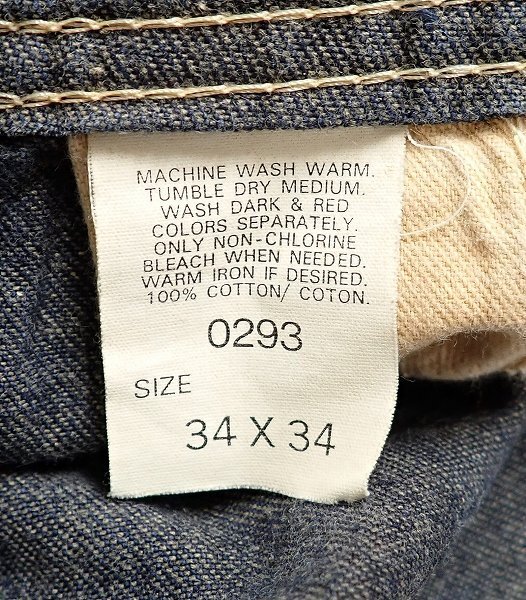 MACHINE WASH WARM.
TUMBLE DRY MEDIUM.
WASH DARK & RED
COLORS SEPARATELY.
ONLY NON-CHLORINE
BLEACH WHEN NEEDED.
WARM IRON IF DESIRED.
100% COTTON/ COTON.
0293
SIZE
34 X 34